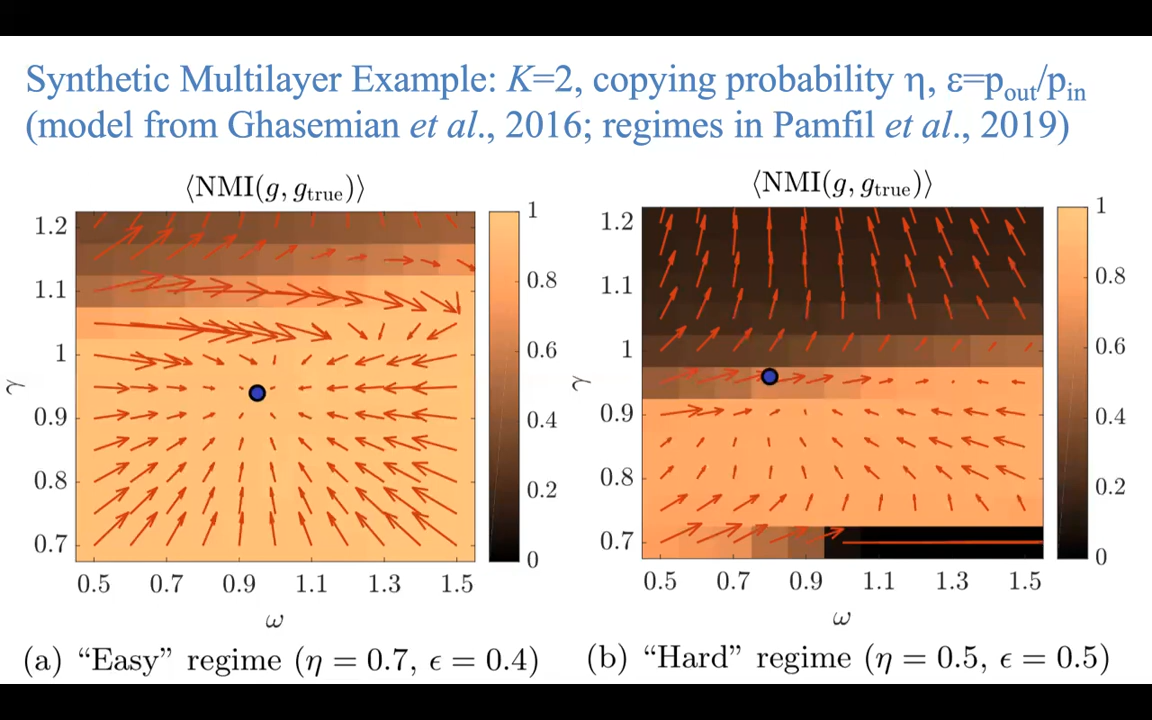 Synthetic Multilayer Example: K=2, copying probability η, ε=p_out/p_in
(model from Ghasemian et al., 2016; regimes in Pamfil et al., 2019)
⟨NMI(g, g_true)⟩
1.2
1.1
1
0.9
0.8
0.7
γ
0.5 0.7 0.9 1.1 1.3 1.5
ω
1
0.8
0.6
0.4
0.2
0
(a) “Easy” regime (η = 0.7, ϵ = 0.4)
⟨NMI(g, g_true)⟩
1.2
1.1
1
0.9
0.8
0.7
γ
0.5 0.7 0.9 1.1 1.3 1.5
ω
1
0.8
0.6
0.4
0.2
0
(b) “Hard” regime (η = 0.5, ϵ = 0.5)